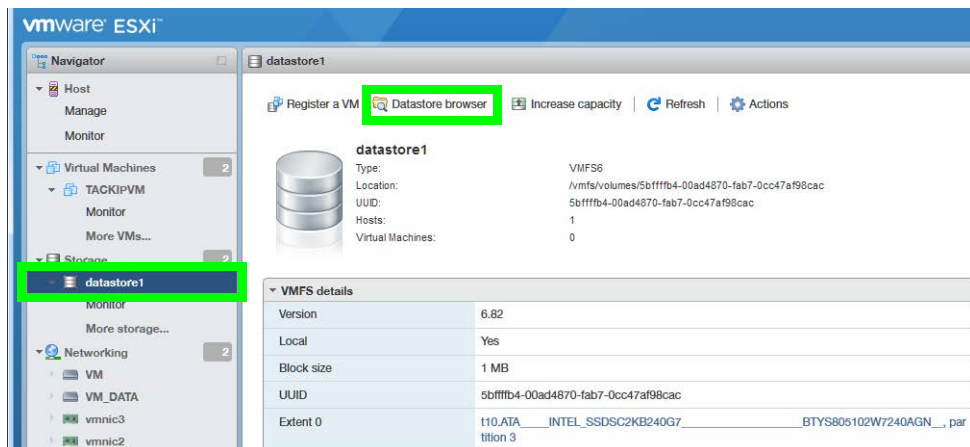 vmware ESXi™
Navigator
Host
Manage
Monitor
Virtual Machines 2
TACKIPVM
Monitor
More VMs...
Storage 2
datastore1
Monitor
More storage...
Networking 2
VM
VM_DATA
vmnic3
vmnic2
datastore1
Register a VM Datastore browser Increase capacity Refresh Actions
datastore1
Type: VMFS6
Location: /vmfs/volumes/5bffffb4-00ad4870-fab7-0cc47af98cac
UUID: 5bffffb4-00ad4870-fab7-0cc47af98cac
Hosts: 1
Virtual Machines: 0
VMFS details
Version 6.82
Local Yes
Block size 1 MB
UUID 5bffffb4-00ad4870-fab7-0cc47af98cac
Extent 0 t10.ATA_____INTEL_SSDSC2KB240G7_____________________BTYS805102W7240AGN__, par
tition 3